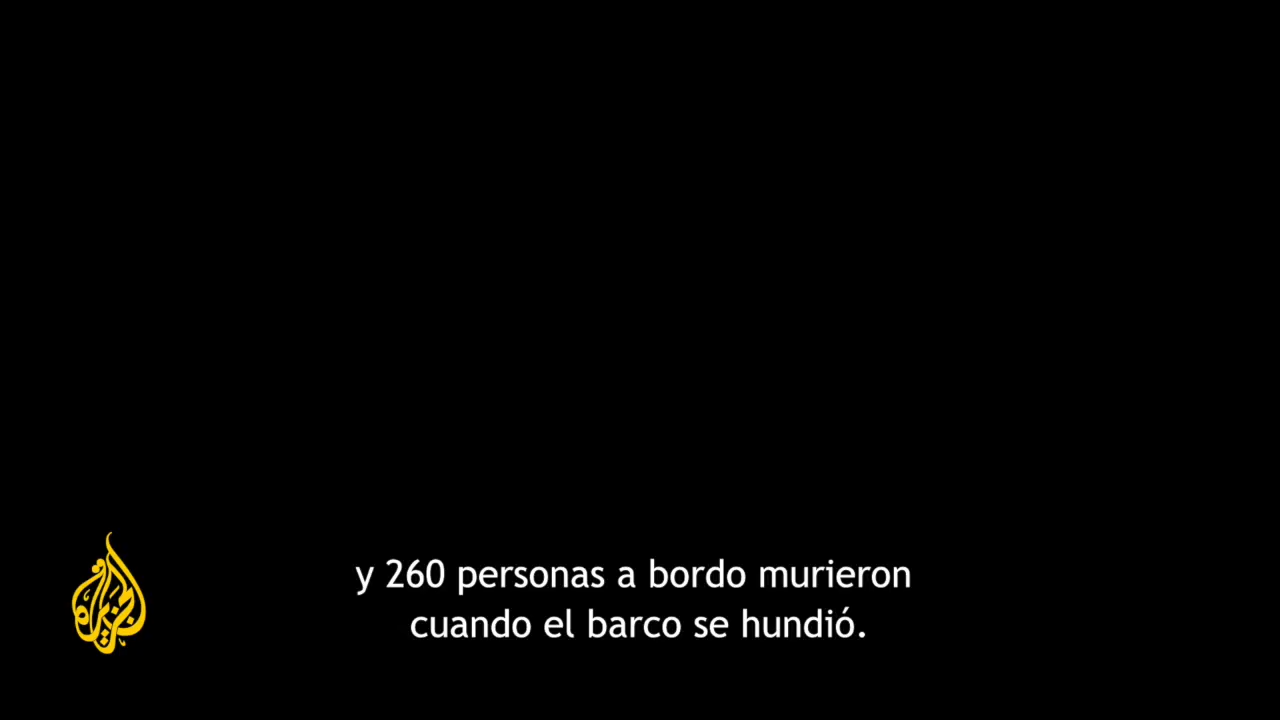 y 260 personas a bordo murieron
cuando el barco se hundió.
الجزيرة